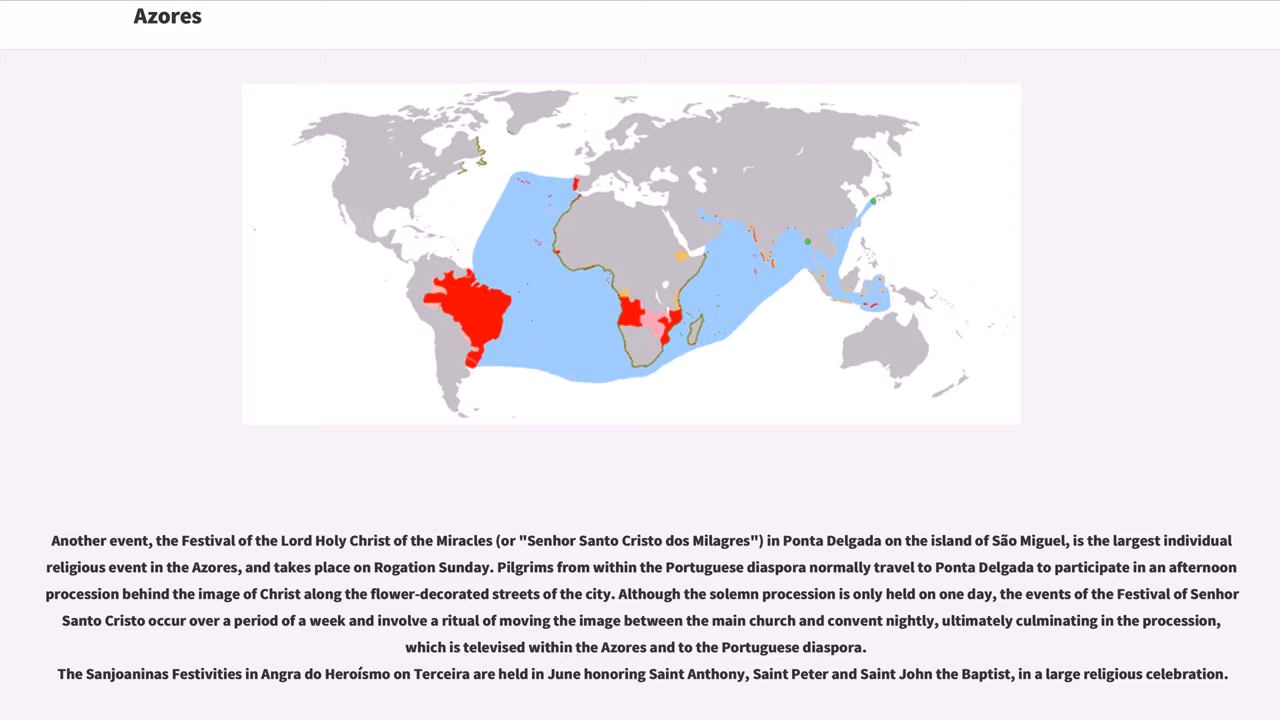 Azores
Another event, the Festival of the Lord Holy Christ of the Miracles (or "Senhor Santo Cristo dos Milagres") in Ponta Delgada on the island of São Miguel, is the largest individual
religious event in the Azores, and takes place on Rogation Sunday. Pilgrims from within the Portuguese diaspora normally travel to Ponta Delgada to participate in an afternoon
procession behind the image of Christ along the flower-decorated streets of the city. Although the solemn procession is only held on one day, the events of the Festival of Senhor
Santo Cristo occur over a period of a week and involve a ritual of moving the image between the main church and convent nightly, ultimately culminating in the procession,
which is televised within the Azores and to the Portuguese diaspora.
The Sanjoaninas Festivities in Angra do Heroísmo on Terceira are held in June honoring Saint Anthony, Saint Peter and Saint John the Baptist, in a large religious celebration.